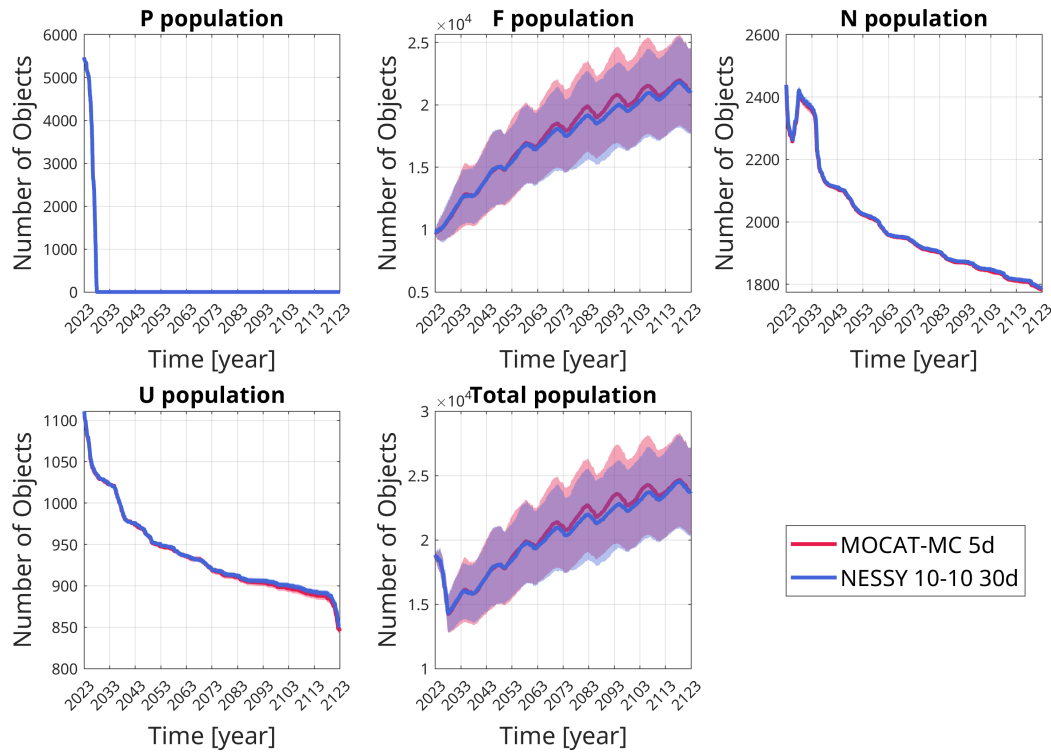 P population
6000
5000
4000
3000
2000
1000
0
Number of Objects
2023 2033 2043 2053 2063 2073 2083 2093 2103 2113 2123
Time [year]
×10⁴ F population
2.5
2
1.5
1
0.5
Number of Objects
2023 2033 2043 2053 2063 2073 2083 2093 2103 2113 2123
Time [year]
N population
2600
2400
2200
2000
1800
Number of Objects
2023 2033 2043 2053 2063 2073 2083 2093 2103 2113 2123
Time [year]
U population
1100
1050
1000
950
900
850
800
Number of Objects
2023 2033 2043 2053 2063 2073 2083 2093 2103 2113 2123
Time [year]
×10⁴ Total population
3
2.5
2
1.5
1
Number of Objects
2023 2033 2043 2053 2063 2073 2083 2093 2103 2113 2123
Time [year]
MOCAT-MC 5d
NESSY 10-10 30d